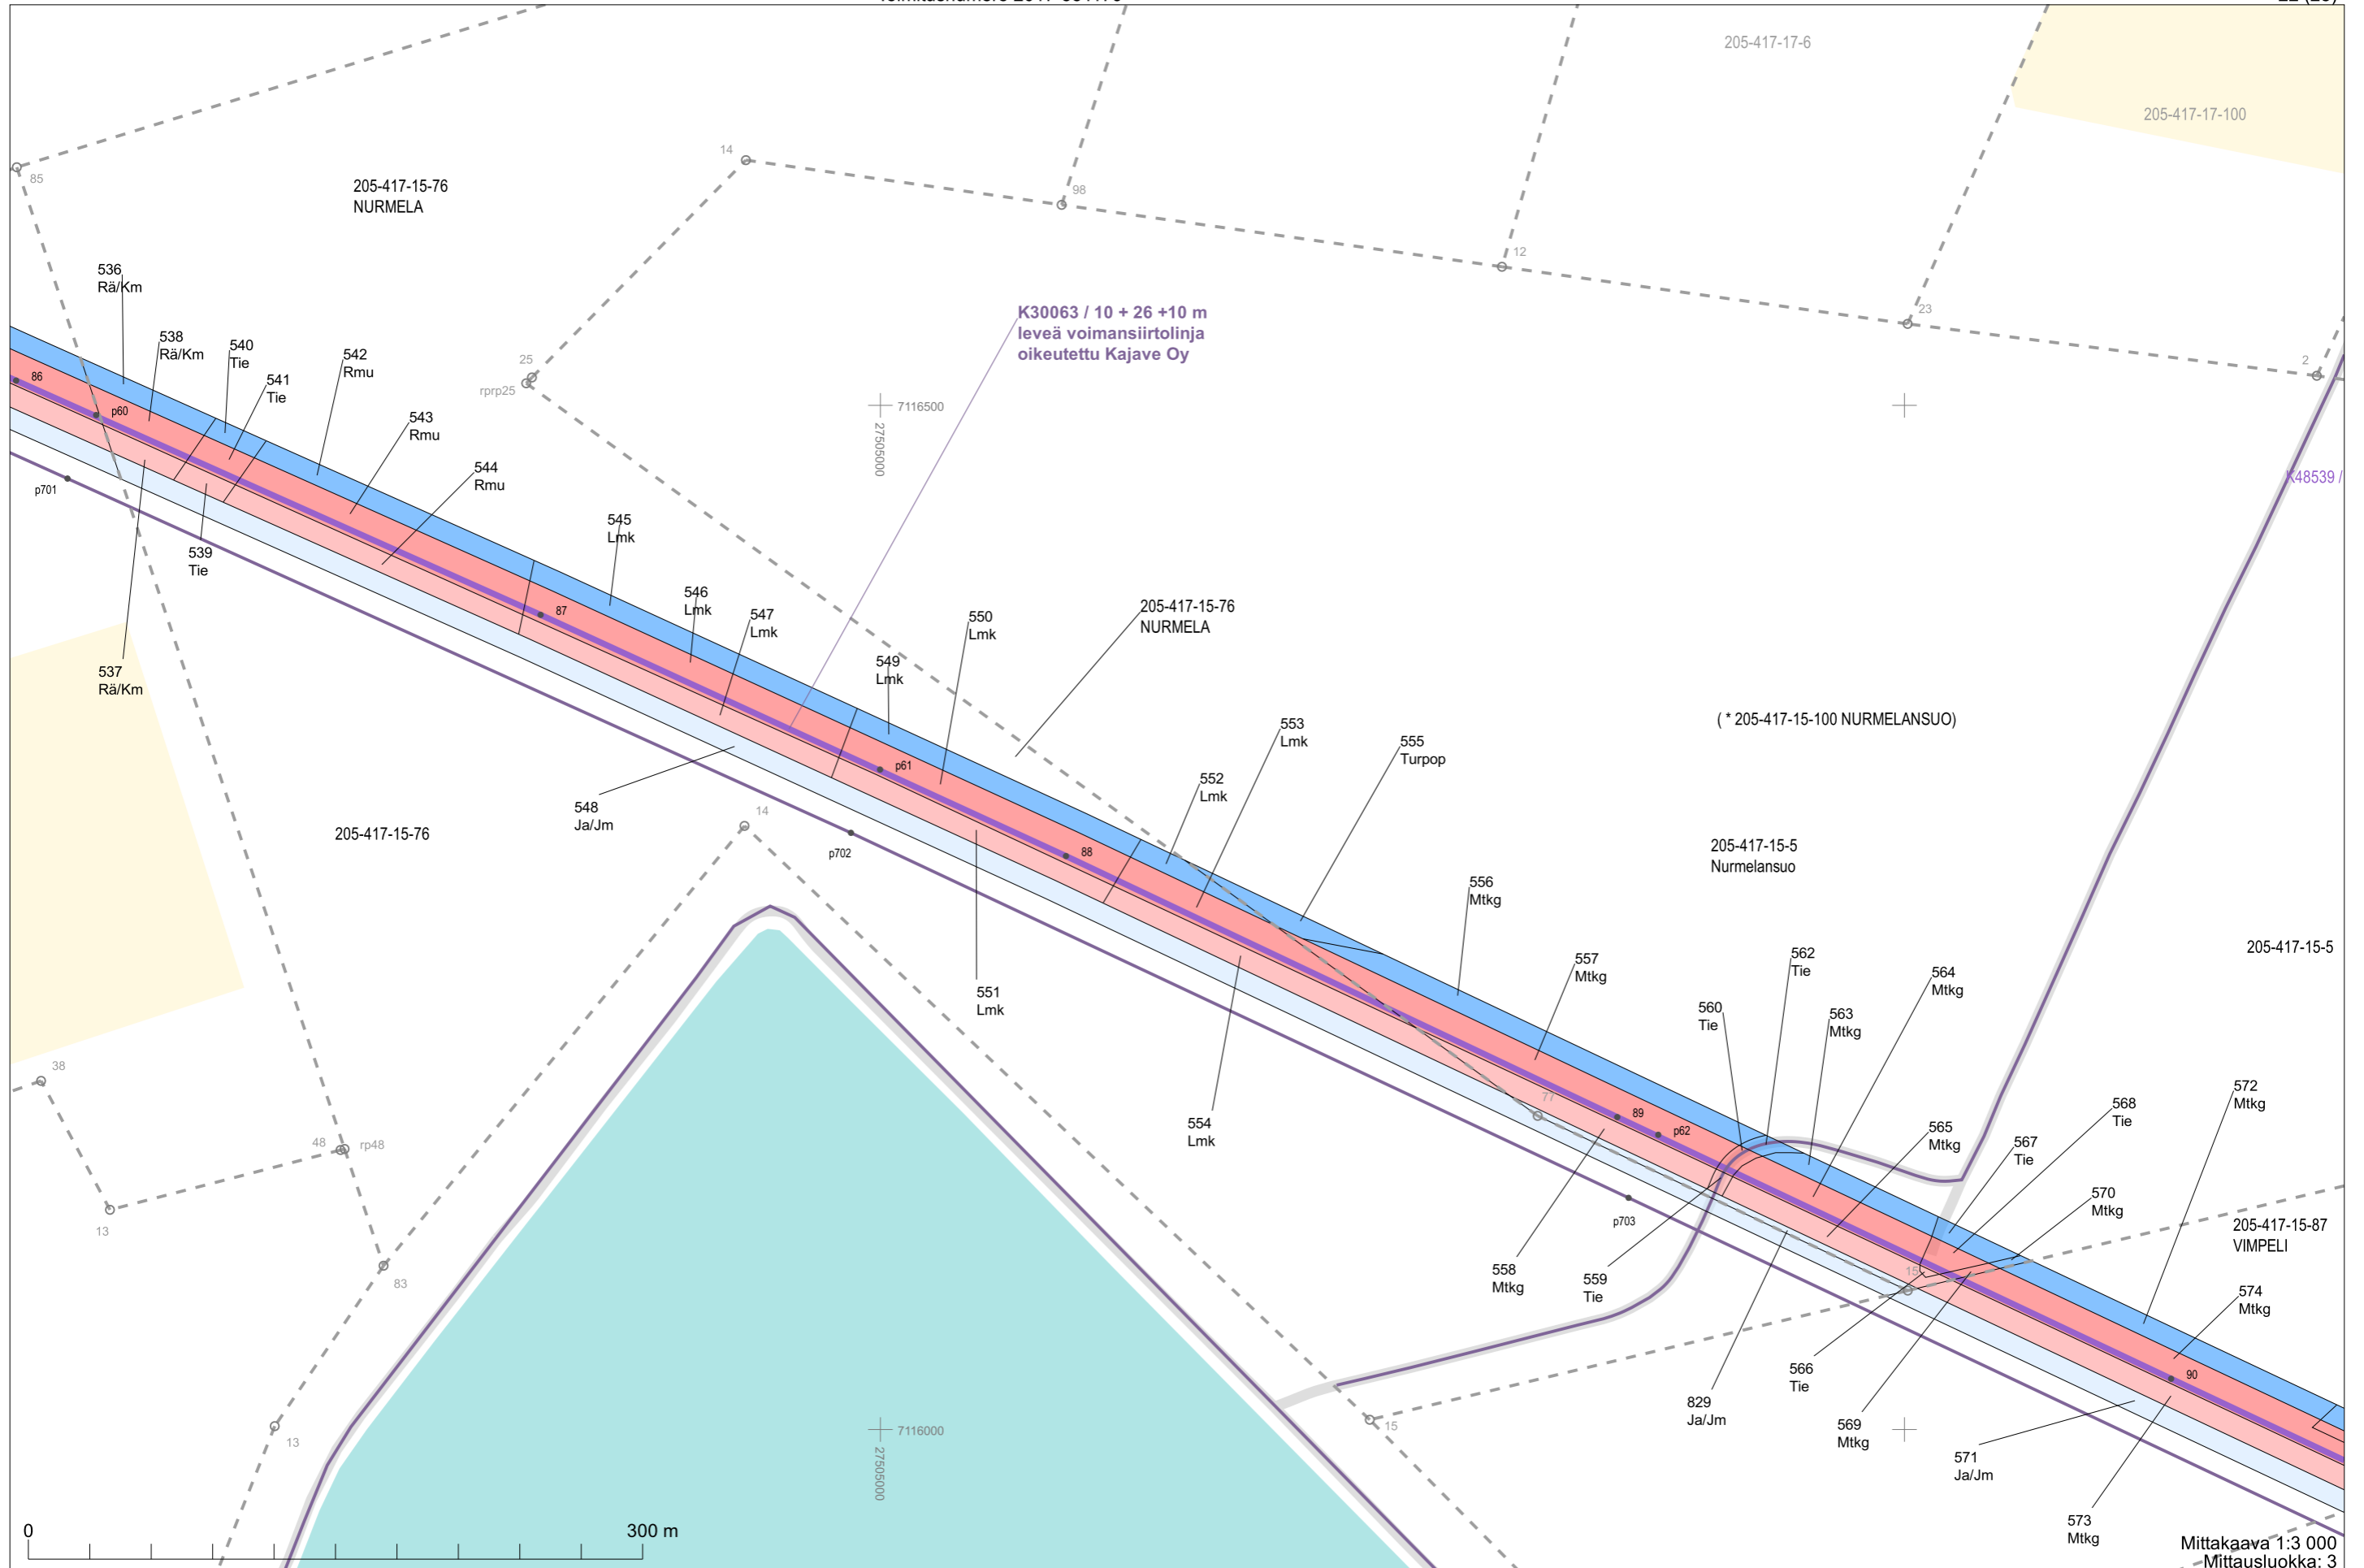 205-417-17-6
205-417-17-100
14
85
205-417-15-76
NURMELA
98
12
536
Rä/Km
K30063 / 10 + 26 +10 m
leveä voimansiirtolinja
oikeutettu Kajave Oy
23
538
Rä/Km
540
Tie
542
Rmu
25
rprp25
2
86
541
Tie
p60
543
Rmu
7116500
27505000
544
Rmu
K48539 /
p701
539
Tie
545
Lmk
546
Lmk
87
547
Lmk
550
Lmk
205-417-15-76
NURMELA
537
Rä/Km
549
Lmk
553
Lmk
( * 205-417-15-100 NURMELANSUO)
555
Turpop
p61
552
Lmk
548
Ja/Jm
14
205-417-15-76
p702
88
205-417-15-5
Nurmelansuo
556
Mtkg
205-417-15-5
557
Mtkg
562
Tie
564
Mtkg
551
Lmk
560
Tie
563
Mtkg
38
77
89
p62
572
Mtkg
568
Tie
554
Lmk
565
Mtkg
567
Tie
48
rp48
13
p703
570
Mtkg
205-417-15-87
VIMPELI
83
558
Mtkg
559
Tie
15
574
Mtkg
566
Tie
90
829
Ja/Jm
569
Mtkg
15
13
7116000
27505000
571
Ja/Jm
573
Mtkg
0
300 m
Mittakaava 1:3 000
Mittausluokka: 3